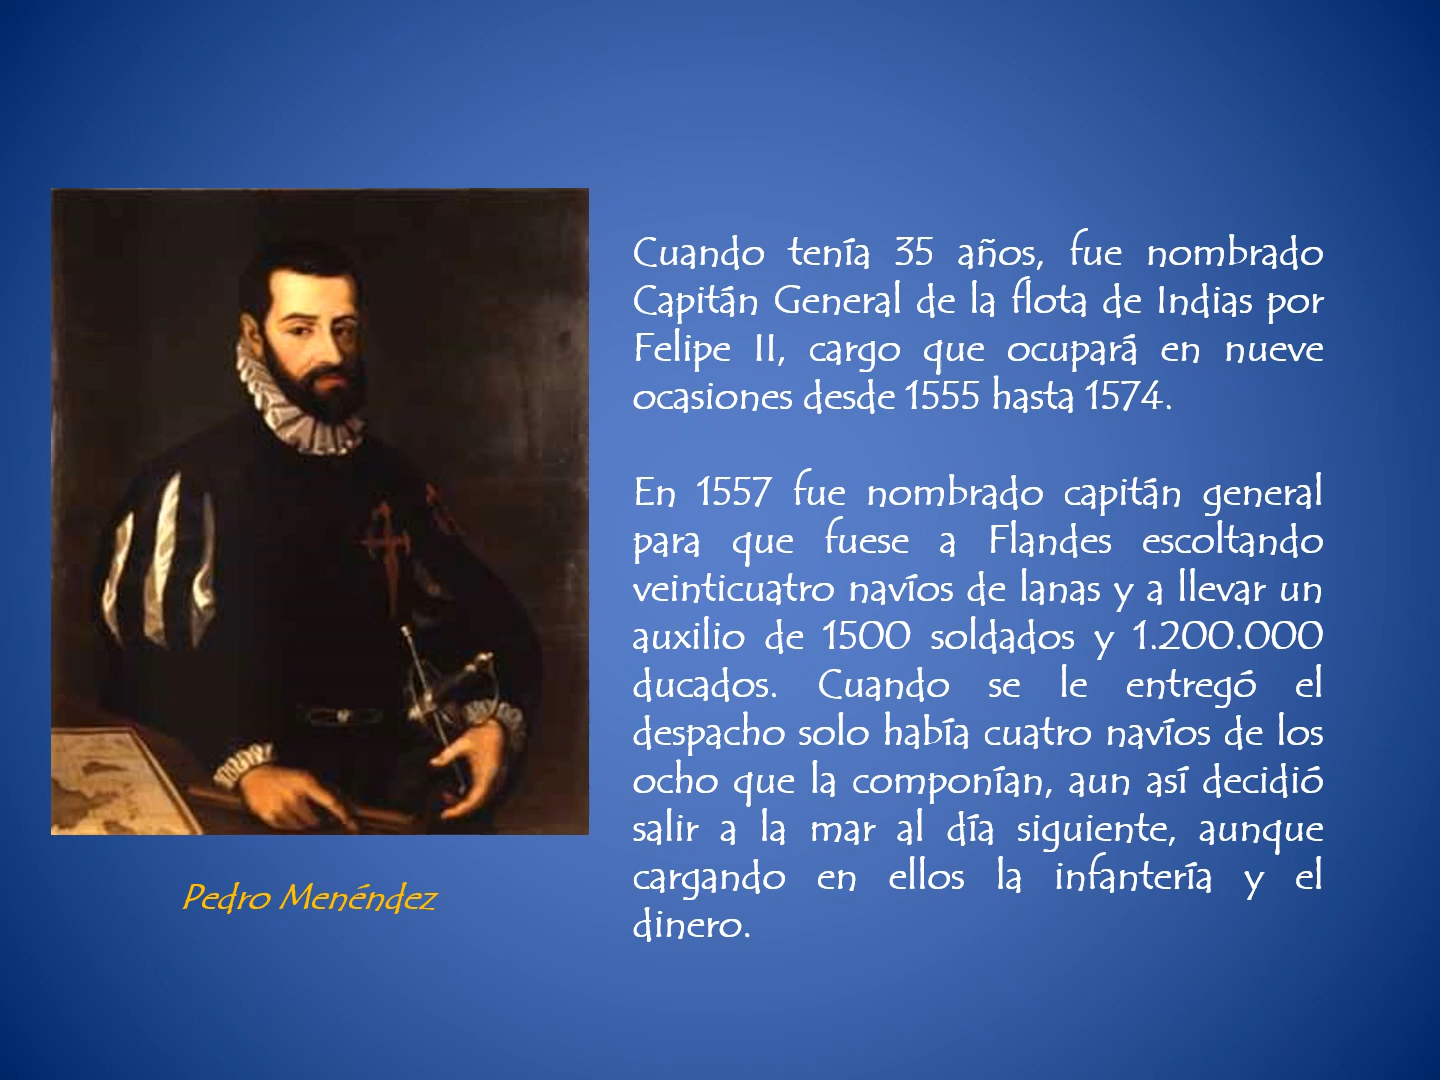 Cuando tenía 35 años, fue nombrado
Capitán General de la flota de Indias por
Felipe II, cargo que ocupará en nueve
ocasiones desde 1555 hasta 1574.
En 1557 fue nombrado capitán general
para que fuese a Flandes escoltando
veinticuatro navíos de lanas y a llevar un
auxilio de 1500 soldados y 1.200.000
ducados. Cuando se le entregó el
despacho solo había cuatro navíos de los
ocho que la componían, aun así decidió
salir a la mar al día siguiente, aunque
cargando en ellos la infantería y el
dinero.
Pedro Menéndez